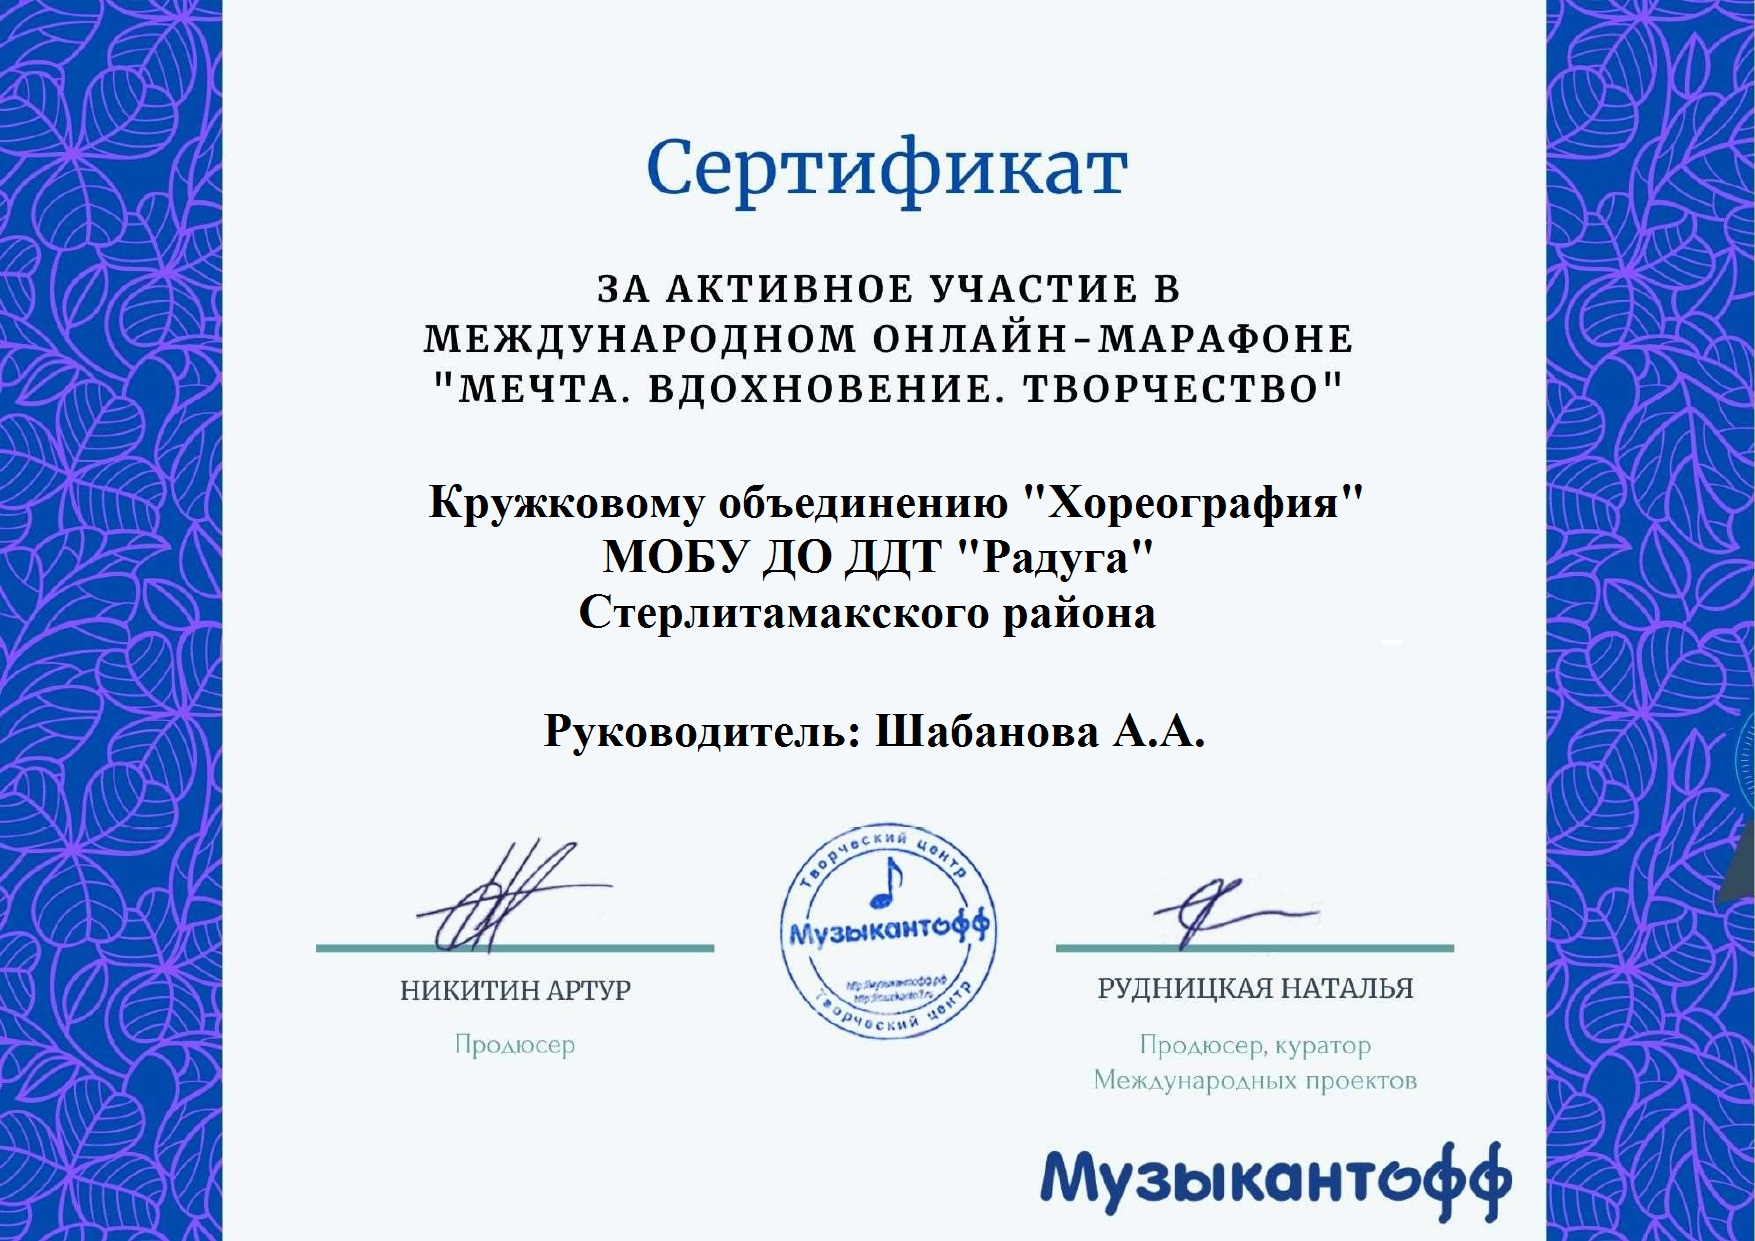 Сертификат
ЗА АКТИВНОЕ УЧАСТИЕ В
МЕЖДУНАРОДНОМ ОНЛАЙН-МАРАФОНЕ
"МЕЧТА. ВДОХНОВЕНИЕ. ТВОРЧЕСТВО"
Кружковому объединению "Хореография"
МОБУ ДО ДДТ "Радуга"
Стерлитамакского района
Руководитель: Шабанова А.А.
Творческий центр
Музыкантофф
Творческий центр
НИКИТИН АРТУР
Продюсер
РУДНИЦКАЯ НАТАЛЬЯ
Продюсер, куратор
Международных проектов
Музыкантофф